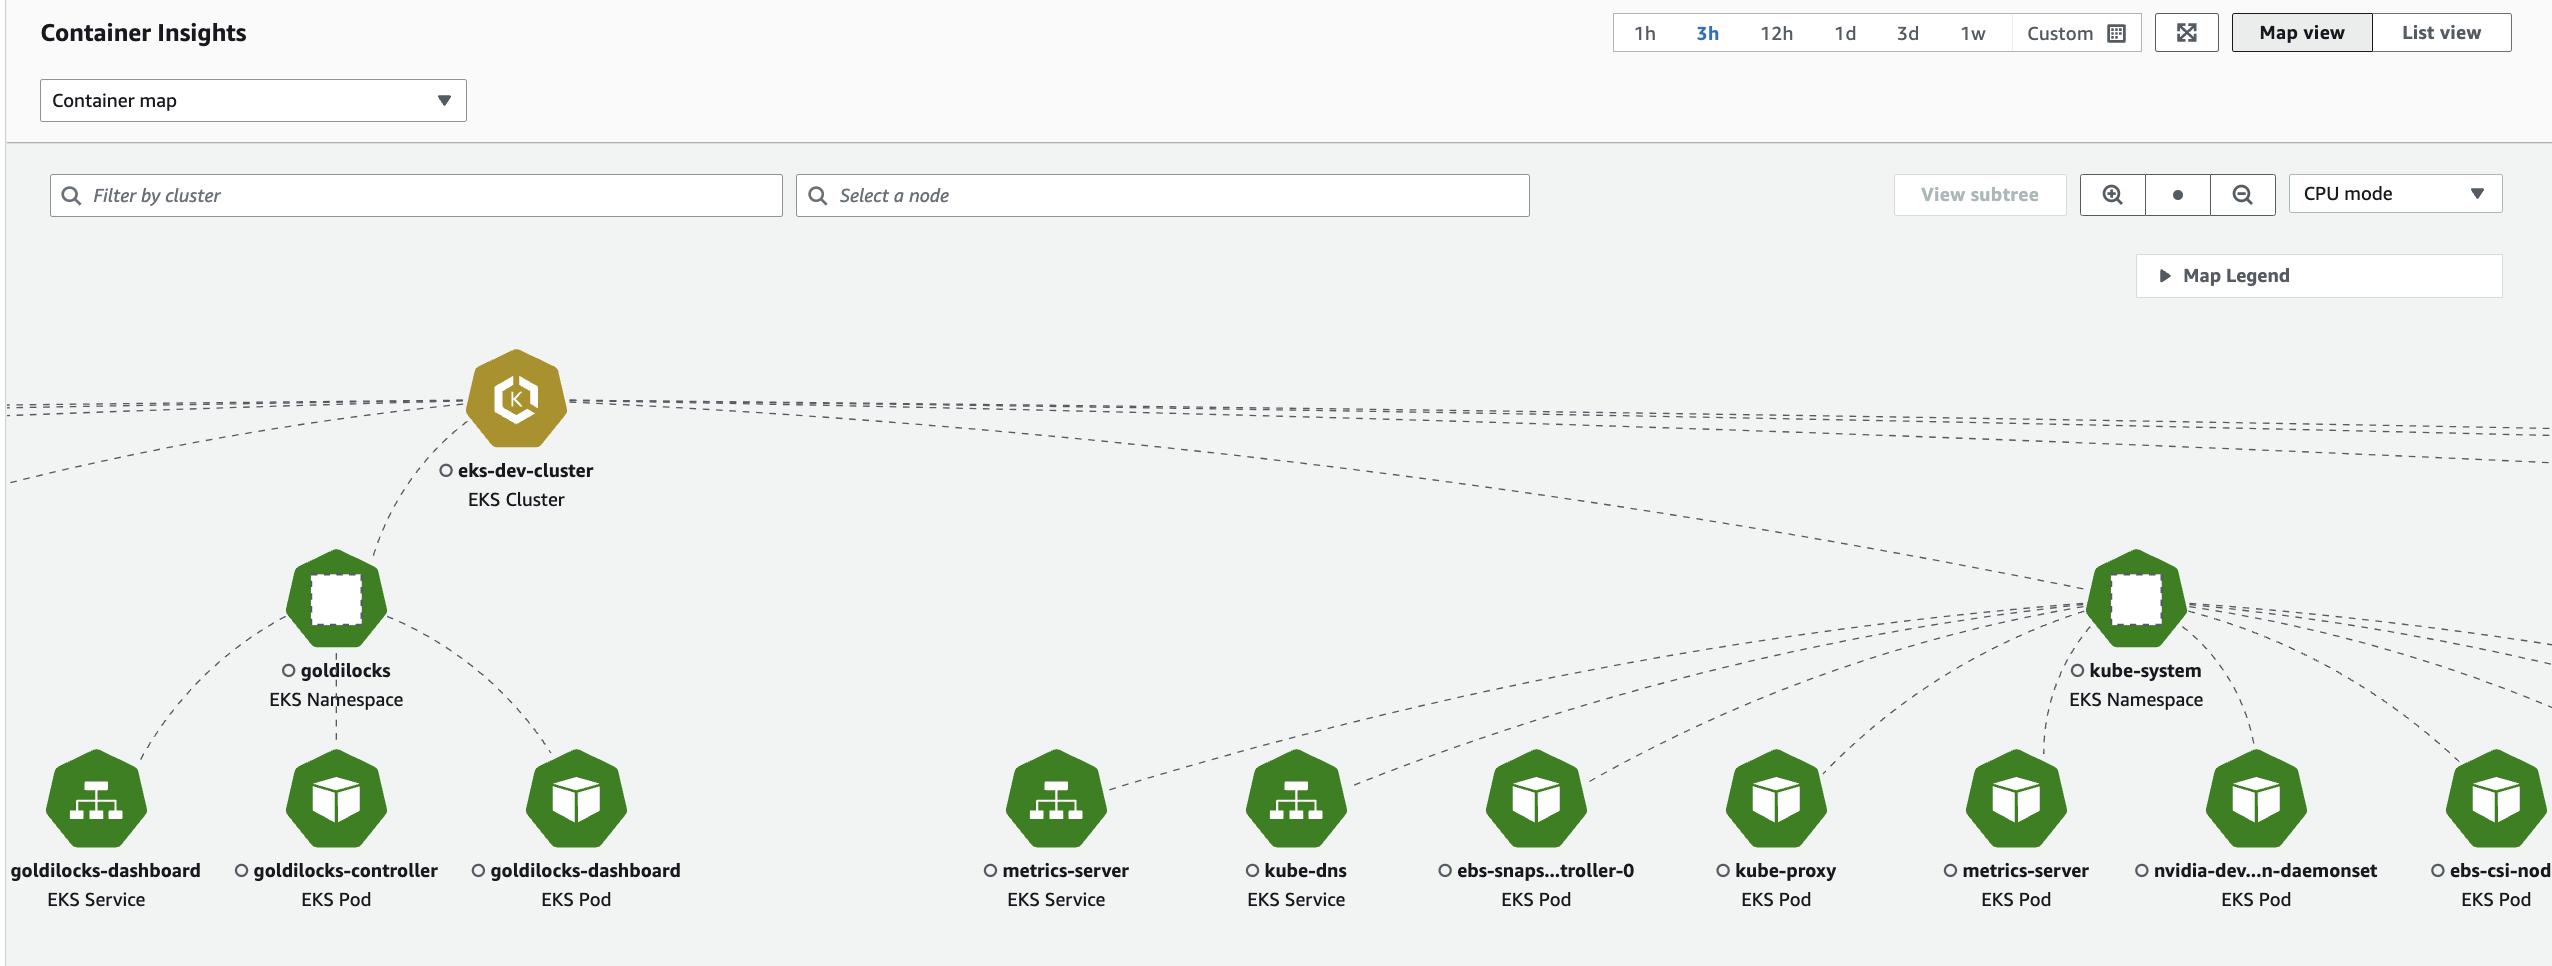 Container Insights
1h 3h 12h 1d 3d 1w Custom
Map view List view
Container map
Filter by cluster
Select a node
View subtree
CPU mode
Map Legend
K
eks-dev-cluster
EKS Cluster
goldilocks
EKS Namespace
kube-system
EKS Namespace
goldilocks-dashboard
EKS Service
goldilocks-controller
EKS Pod
goldilocks-dashboard
EKS Pod
metrics-server
EKS Service
kube-dns
EKS Service
ebs-snaps...troller-0
EKS Pod
kube-proxy
EKS Pod
metrics-server
EKS Pod
nvidia-dev...n-daemonset
EKS Pod
ebs-csi-nod
EKS Pod